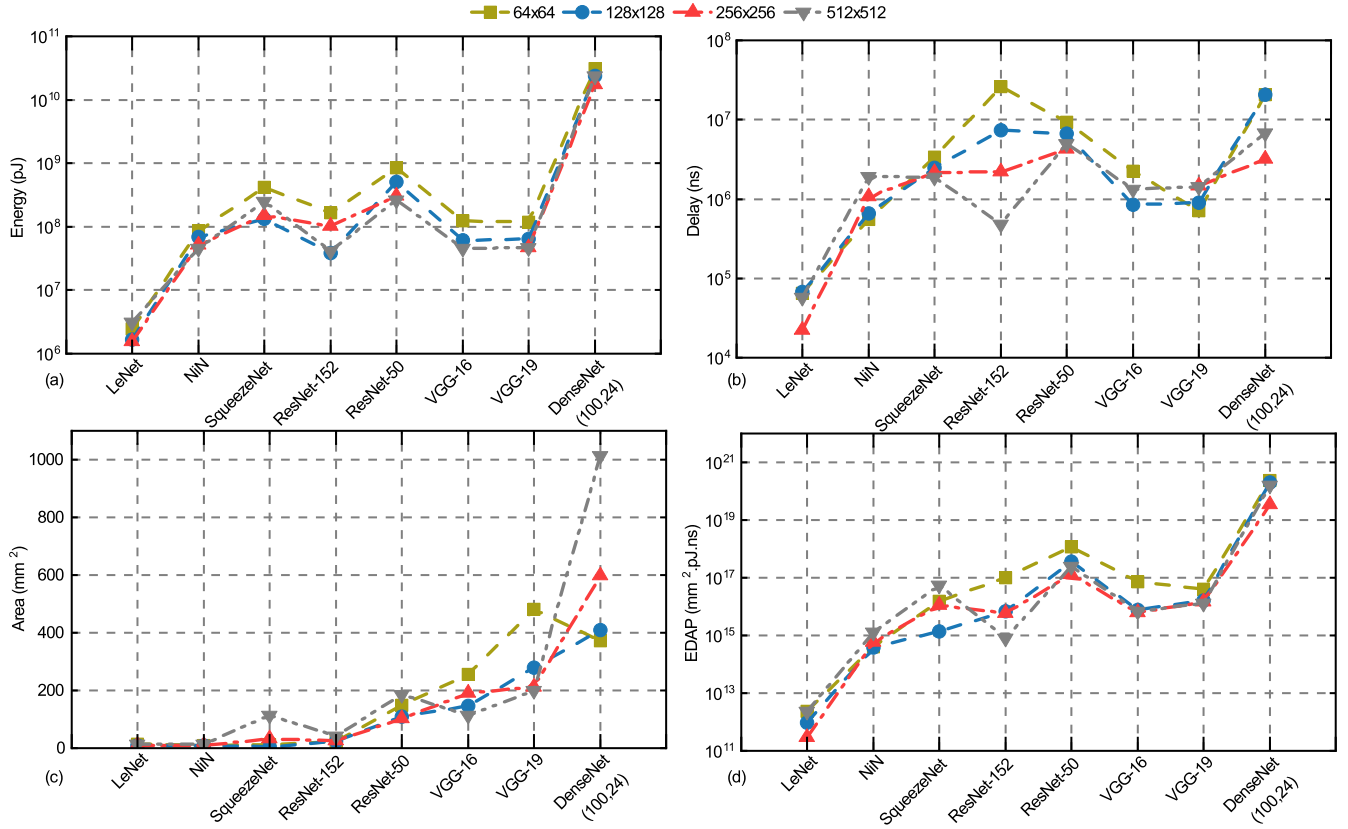 64x64 128x128 256x256 512x512
10^11
10^10
10^9
10^8
10^7
10^6
Energy (pJ)
(a)
LeNet
NiN
SqueezeNet
ResNet-152
ResNet-50
VGG-16
VGG-19
DenseNet
(100,24)
10^8
10^7
10^6
10^5
10^4
Delay (ns)
(b)
LeNet
NiN
SqueezeNet
ResNet-152
ResNet-50
VGG-16
VGG-19
DenseNet
(100,24)
1000
800
600
400
200
0
Area (mm^2)
(c)
LeNet
NiN
SqueezeNet
ResNet-152
ResNet-50
VGG-16
VGG-19
DenseNet
(100,24)
10^21
10^19
10^17
10^15
10^13
10^11
EDAP (mm^2.pJ.ns)
(d)
LeNet
NiN
SqueezeNet
ResNet-152
ResNet-50
VGG-16
VGG-19
DenseNet
(100,24)